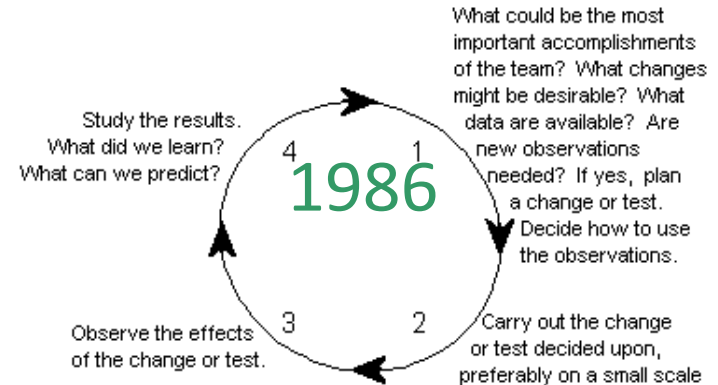 What could be the most
important accomplishments
of the team? What changes
might be desirable? What
data are available? Are
new observations
needed? If yes, plan
a change or test.
Decide how to use
the observations.
Study the results.
What did we learn?
What can we predict?
4
1
1986
3
2
Carry out the change
or test decided upon,
preferably on a small scale
Observe the effects
of the change or test.